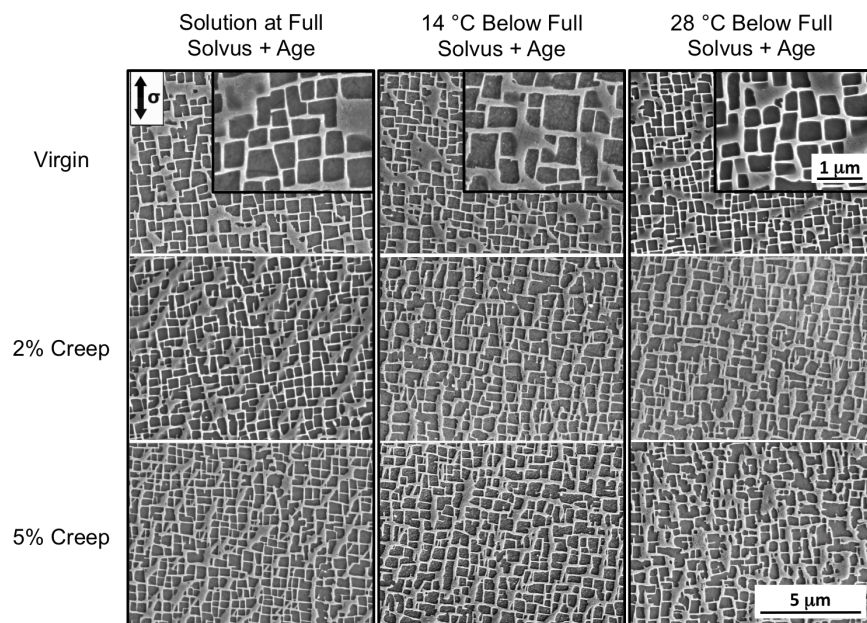 Solution at Full
Solvus + Age
14 °C Below Full
Solvus + Age
28 °C Below Full
Solvus + Age
σ
Virgin
1 µm
2% Creep
5% Creep
5 µm